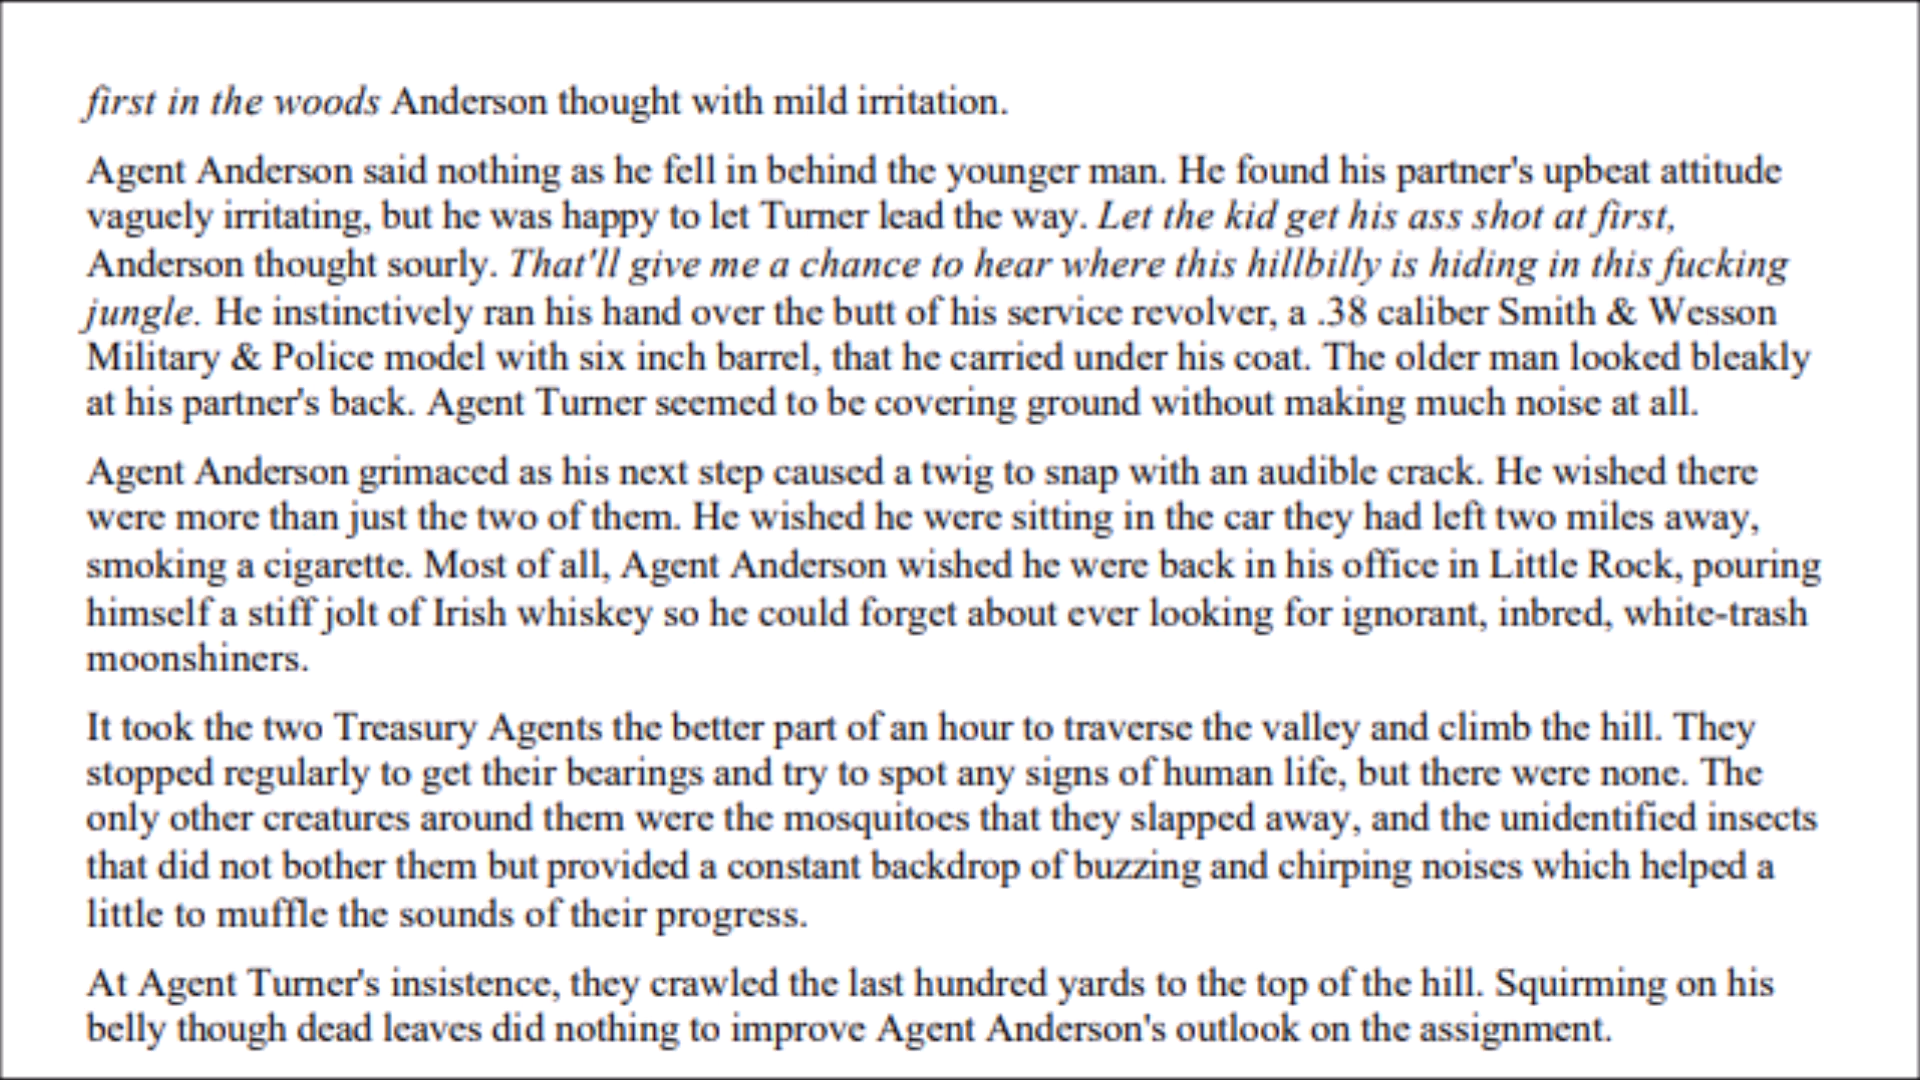 first in the woods Anderson thought with mild irritation.
Agent Anderson said nothing as he fell in behind the younger man. He found his partner's upbeat attitude
vaguely irritating, but he was happy to let Turner lead the way. Let the kid get his ass shot at first,
Anderson thought sourly. That'll give me a chance to hear where this hillbilly is hiding in this fucking
jungle. He instinctively ran his hand over the butt of his service revolver, a .38 caliber Smith & Wesson
Military & Police model with six inch barrel, that he carried under his coat. The older man looked bleakly
at his partner's back. Agent Turner seemed to be covering ground without making much noise at all.
Agent Anderson grimaced as his next step caused a twig to snap with an audible crack. He wished there
were more than just the two of them. He wished he were sitting in the car they had left two miles away,
smoking a cigarette. Most of all, Agent Anderson wished he were back in his office in Little Rock, pouring
himself a stiff jolt of Irish whiskey so he could forget about ever looking for ignorant, inbred, white-trash
moonshiners.
It took the two Treasury Agents the better part of an hour to traverse the valley and climb the hill. They
stopped regularly to get their bearings and try to spot any signs of human life, but there were none. The
only other creatures around them were the mosquitoes that they slapped away, and the unidentified insects
that did not bother them but provided a constant backdrop of buzzing and chirping noises which helped a
little to muffle the sounds of their progress.
At Agent Turner's insistence, they crawled the last hundred yards to the top of the hill. Squirming on his
belly though dead leaves did nothing to improve Agent Anderson's outlook on the assignment.